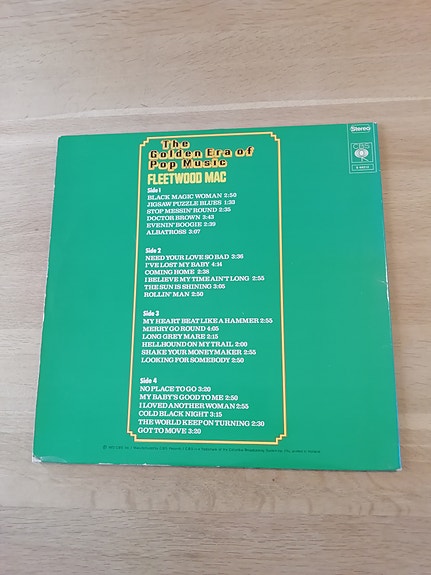 Stereo
CBS
The
Golden Era of
Pop Music
FLEETWOOD MAC
Side 1
BLACK MAGIC WOMAN 2:50
JIGSAW PUZZLE BLUES 1:33
STOP MESSIN' ROUND 2:35
DOCTOR BROWN 3:43
EVENIN' BOOGIE 2:39
ALBATROSS 3:07
Side 2
NEED YOUR LOVE SO BAD 3:36
I'VE LOST MY BABY 4:14
COMING HOME 2:38
I BELIEVE MY TIME AIN'T LONG 2:55
THE SUN IS SHINING 3:05
ROLLIN' MAN 2:50
Side 3
MY HEART BEAT LIKE A HAMMER 2:55
MERRY GO ROUND 4:05
LONG GREY MARE 2:15
HELLHOUND ON MY TRAIL 2:00
SHAKE YOUR MONEYMAKER 2:55
LOOKING FOR SOMEBODY 2:50
Side 4
NO PLACE TO GO 3:20
MY BABY'S GOOD TO ME 2:50
I LOVED ANOTHER WOMAN 2:55
COLD BLACK NIGHT 3:15
THE WORLD KEEP ON TURNING 2:30
GOT TO MOVE 3:20